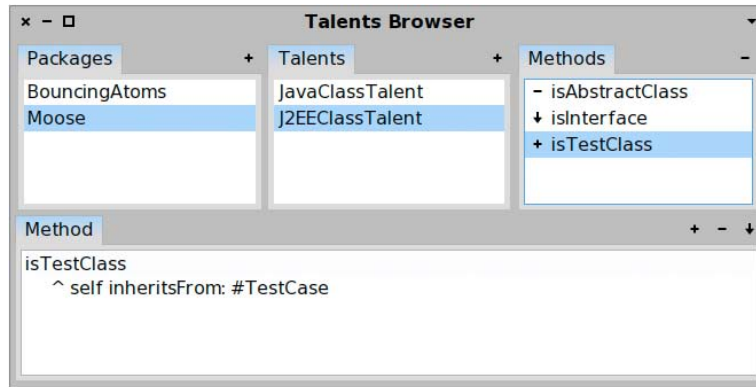 × – □ Talents Browser ▾
Packages + Talents + Methods –
BouncingAtoms JavaClassTalent – isAbstractClass
Moose J2EEClassTalent ↓ isInterface
+ isTestClass
Method + – ↓
isTestClass
^ self inheritsFrom: #TestCase